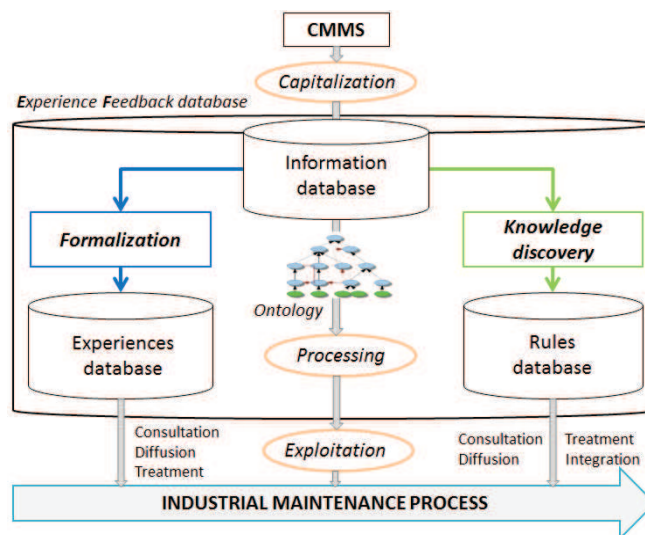 CMMS
Capitalization
Experience Feedback database
Information
database
Formalization
Knowledge
discovery
Ontology
Experiences
database
Processing
Rules
database
Consultation
Diffusion
Treatment
Exploitation
Consultation
Diffusion
Treatment
Integration
INDUSTRIAL MAINTENANCE PROCESS